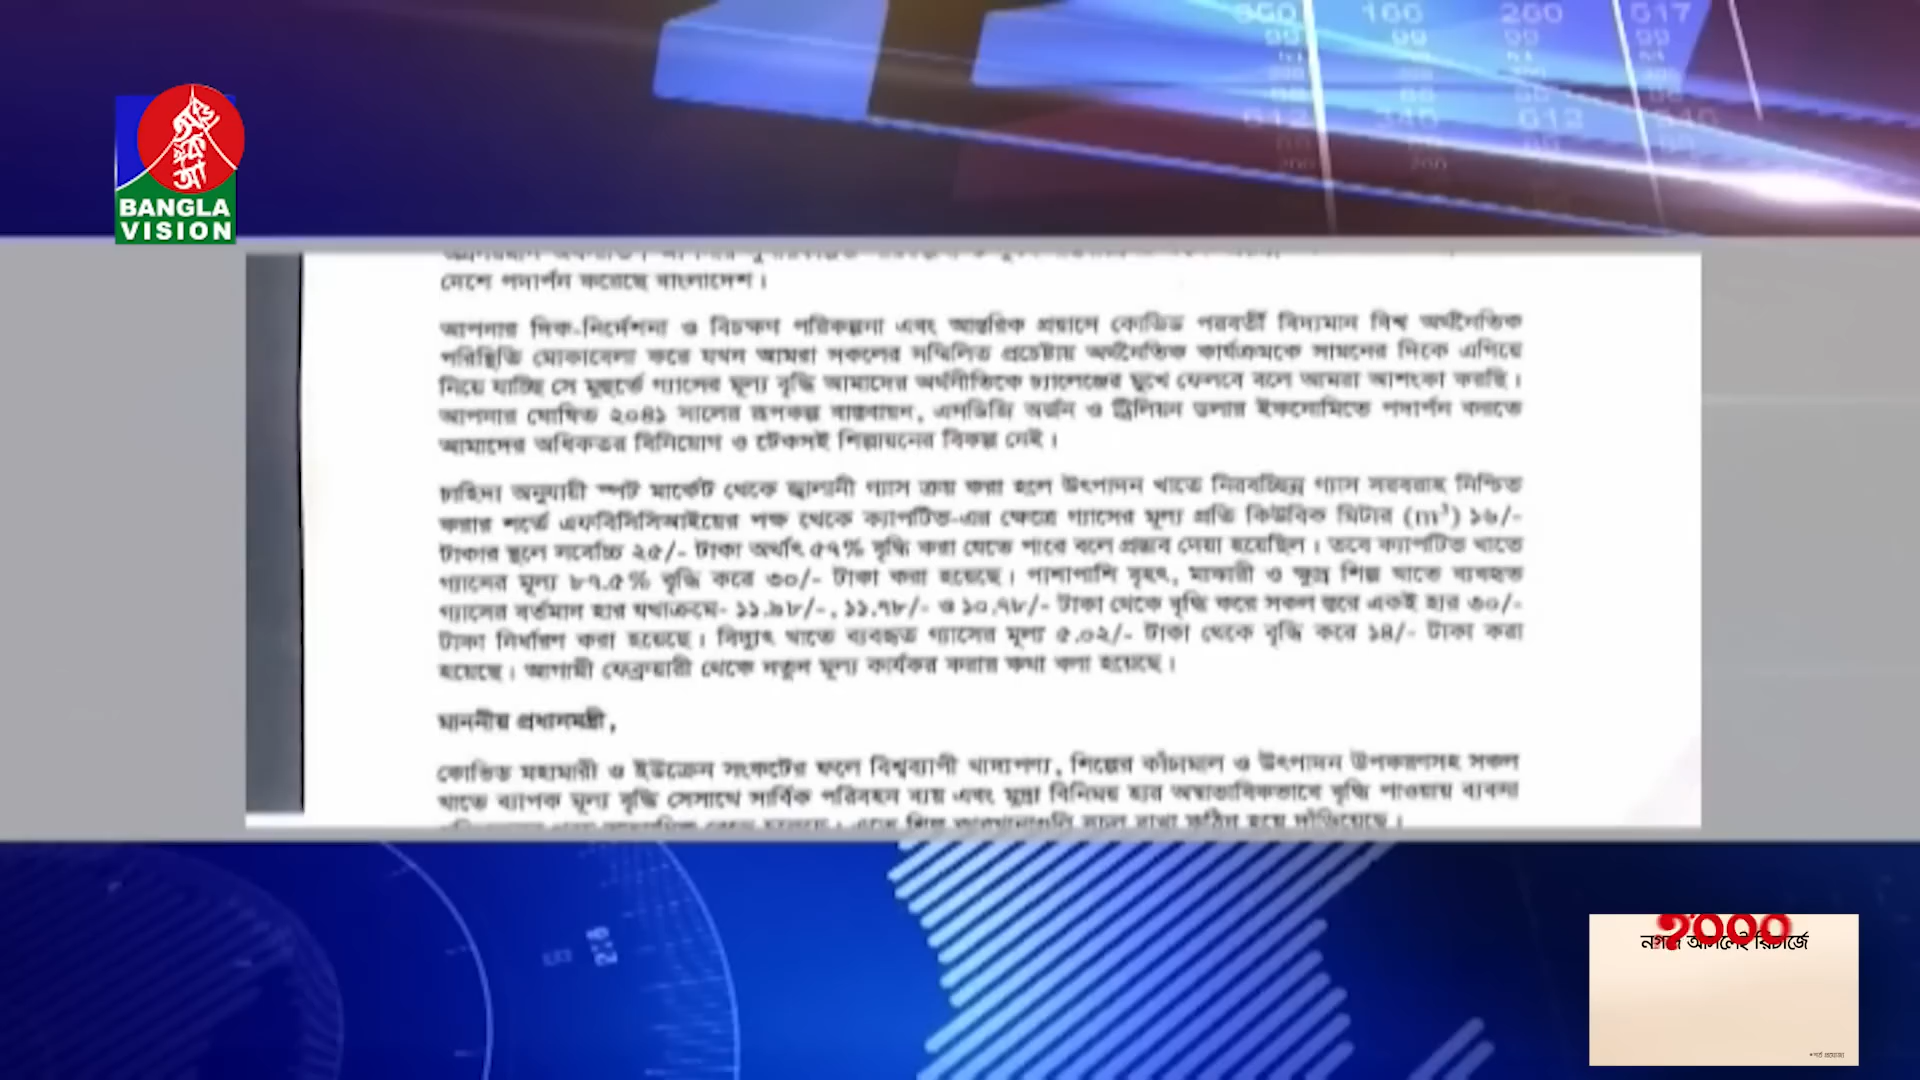 BANGLA
VISION
দেশে পদার্পন করেছে বাংলাদেশ।
আপনার দিক-নির্দেশনা ও বিচক্ষণ পরিকল্পনা এবং আন্তরিক প্রয়াসে কোভিড পরবর্তী বিদ্যমান বিশ্ব অর্থনৈতিক
পরিস্থিতি মোকাবেলা করে যখন আমরা সকলের সম্মিলিত প্রচেষ্টায় অর্থনৈতিক কার্যক্রমকে সামনের দিকে এগিয়ে
নিয়ে যাচ্ছি সে মুহূর্তে গ্যাসের মূল্য বৃদ্ধি আমাদের অর্থনীতিকে চ্যালেঞ্জের মুখে ফেলবে বলে আমরা আশংকা করছি।
আপনার ঘোষিত ২০৪১ সালের রূপকল্প বাস্তবায়ন, এসডিজি অর্জন ও ট্রিলিয়ন ডলার ইকনোমিতে পদার্পন করতে
আমাদের অধিকতর বিনিয়োগ ও টেকসই শিল্পায়নের বিকল্প নেই।
চাহিদা অনুযায়ী স্পট মার্কেট থেকে জ্বালানী গ্যাস ক্রয় করা হলে উৎপাদন খাতে নিরবচ্ছিন্ন গ্যাস সরবরাহ নিশ্চিত
করার শর্তে এফবিসিসিআইয়ের পক্ষ থেকে ক্যাপটিভ-এর ক্ষেত্রে গ্যাসের মূল্য প্রতি কিউবিক মিটার (m³) ১৬/-
টাকার স্থলে সর্বোচ্চ ২৫/- টাকা অর্থাৎ ৫৭% বৃদ্ধি করা যেতে পারে বলে প্রস্তাব দেয়া হয়েছিল। তবে ক্যাপটিভ খাতে
গ্যাসের মূল্য ৮৭.৫% বৃদ্ধি করে ৩০/- টাকা করা হয়েছে। পাশাপাশি বৃহৎ, মাঝারী ও ক্ষুদ্র শিল্প খাতে ব্যবহৃত
গ্যাসের বর্তমান হার যথাক্রমে- ১১.৯৮/-, ১১.৭৮/- ও ১০.৭৮/- টাকা থেকে বৃদ্ধি করে সকল স্তরে একই হার ৩০/-
টাকা নির্ধারণ করা হয়েছে। বিদ্যুৎ খাতে ব্যবহৃত গ্যাসের মূল্য ৫.০২/- টাকা থেকে বৃদ্ধি করে ১৪/- টাকা করা
হয়েছে। আগামী ফেব্রুয়ারী থেকে নতুন মূল্য কার্যকর করার কথা বলা হয়েছে।
মাননীয় প্রধানমন্ত্রী,
কোভিড মহামারী ও ইউক্রেন সংকটের ফলে বিশ্বব্যাপী খাদ্যপণ্য, শিল্পের কাঁচামাল ও উৎপাদন উপকরণসহ সকল
খাতে ব্যাপক মূল্য বৃদ্ধি সেসাথে সার্বিক পরিবহন ব্যয় এবং মুদ্রা বিনিময় হার অস্বাভাবিকভাবে বৃদ্ধি পাওয়ায় ব্যবসা
রিচার্জে